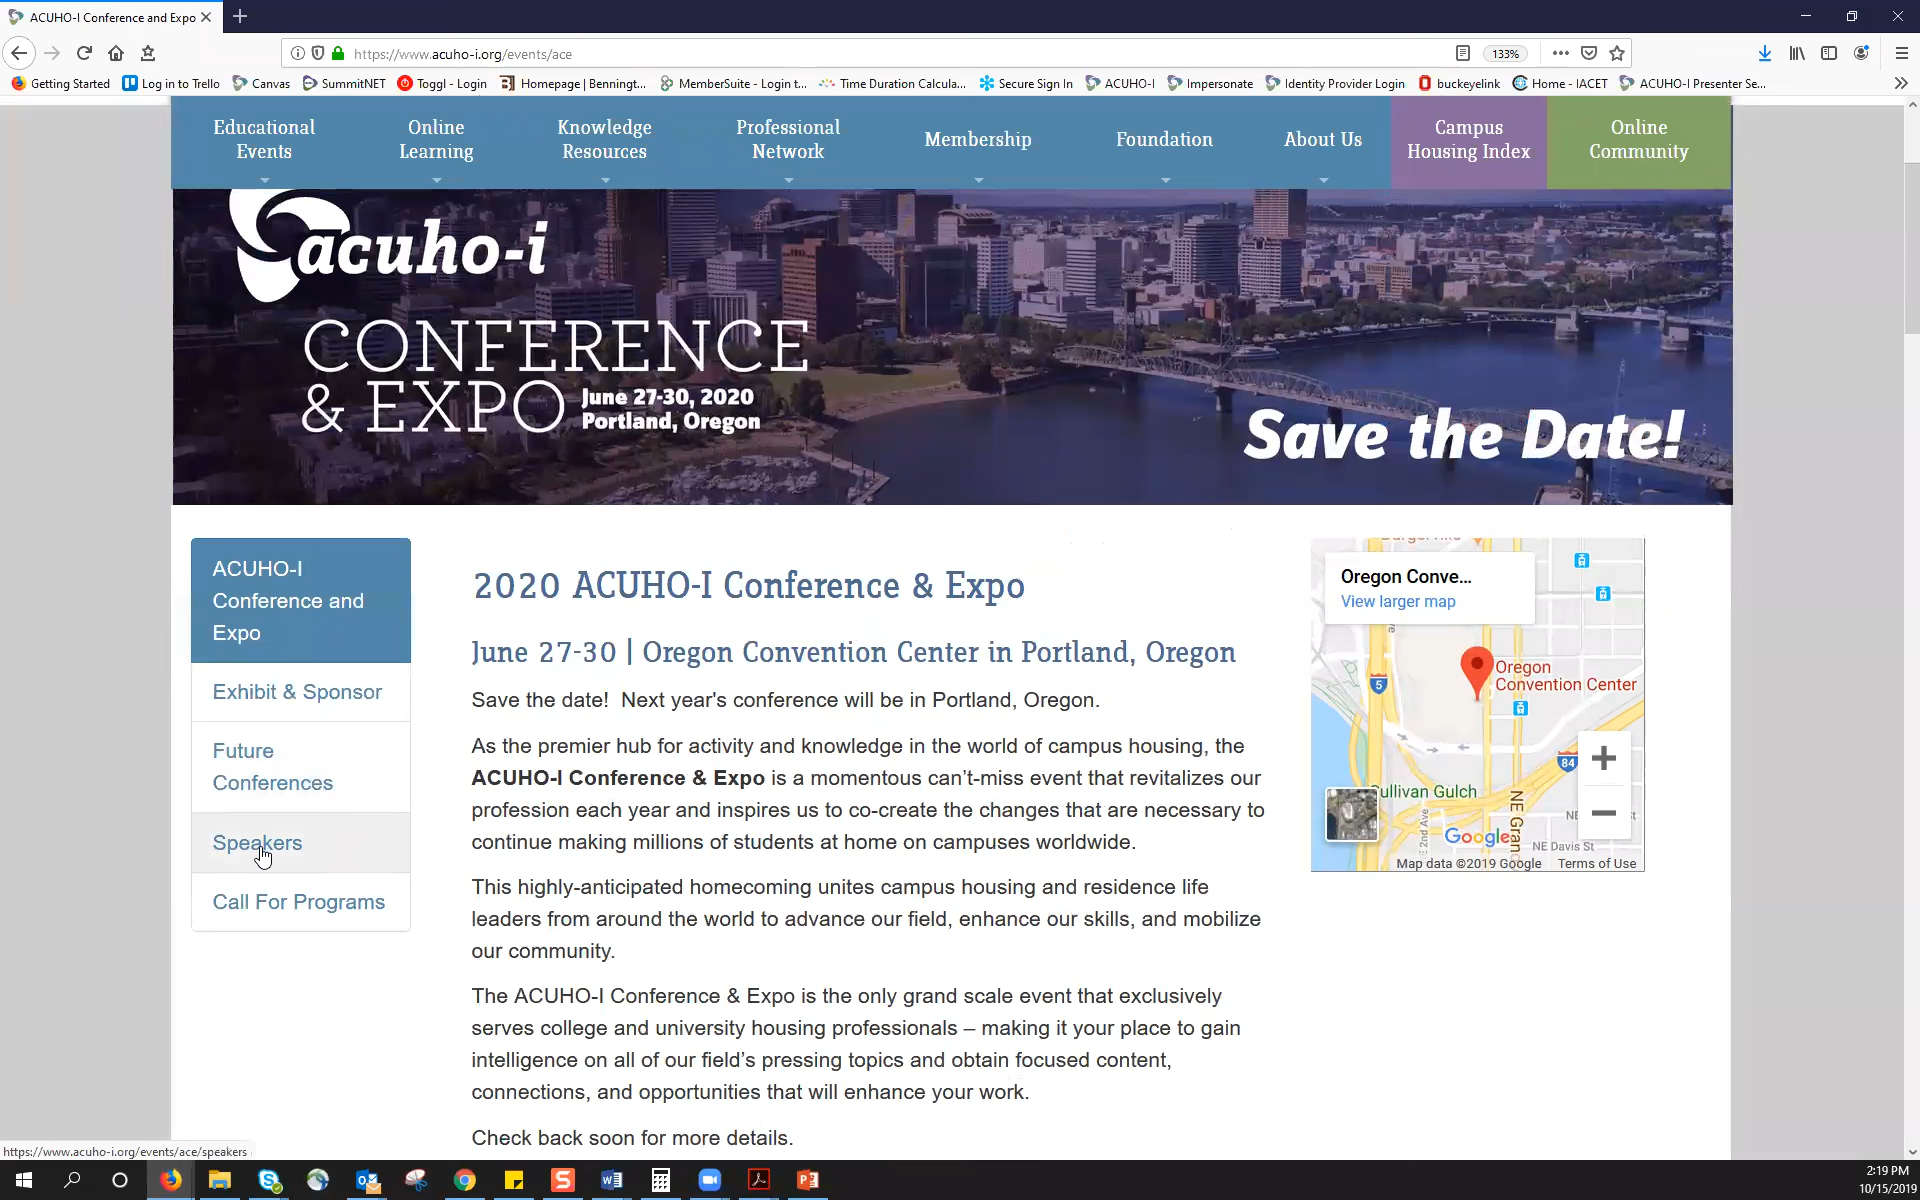 ACUHO-I Conference and Expo
https://www.acuho-i.org/events/ace
133%
Getting Started
Log in to Trello
Canvas
SummitNET
Toggl - Login
Homepage | Benningt...
MemberSuite - Login t...
Time Duration Calcula...
Secure Sign In
ACUHO-I
Impersonate
Identity Provider Login
buckeyelink
Home - IACET
ACUHO-I Presenter Se...
Educational
Events
Online
Learning
Knowledge
Resources
Professional
Network
Membership
Foundation
About Us
Campus
Housing Index
Online
Community
acuho-i
CONFERENCE
& EXPO
June 27-30, 2020
Portland, Oregon
Save the Date!
ACUHO-I
Conference and
Expo
Exhibit & Sponsor
Future
Conferences
Speakers
Call For Programs
2020 ACUHO-I Conference & Expo
June 27-30 | Oregon Convention Center in Portland, Oregon
Save the date!  Next year's conference will be in Portland, Oregon.
As the premier hub for activity and knowledge in the world of campus housing, the
ACUHO-I Conference & Expo is a momentous can't-miss event that revitalizes our
profession each year and inspires us to co-create the changes that are necessary to
continue making millions of students at home on campuses worldwide.
This highly-anticipated homecoming unites campus housing and residence life
leaders from around the world to advance our field, enhance our skills, and mobilize
our community.
The ACUHO-I Conference & Expo is the only grand scale event that exclusively
serves college and university housing professionals – making it your place to gain
intelligence on all of our field's pressing topics and obtain focused content,
connections, and opportunities that will enhance your work.
Check back soon for more details.
Oregon Conve...
View larger map
Oregon
Convention Center
5
84
Sullivan Gulch
NE Grand
NE 2nd Ave
NE Davis St
Google
Map data ©2019 Google
Terms of Use
https://www.acuho-i.org/events/ace/speakers
2:19 PM
10/15/2019